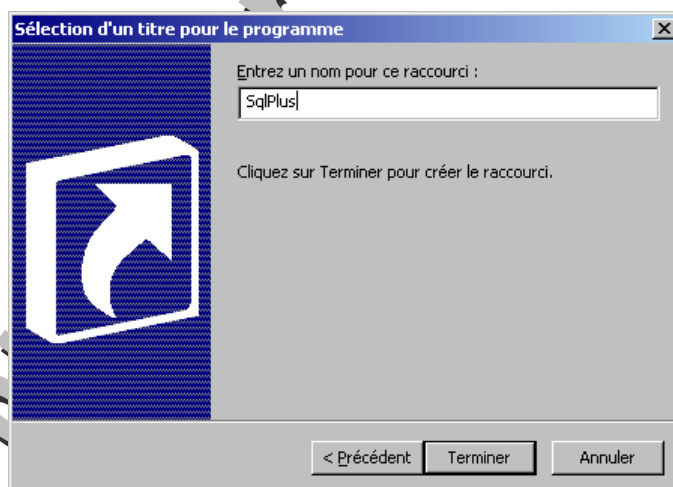 Sélection d'un titre pour le programme
Entrez un nom pour ce raccourci :
SqlPlus
Cliquez sur Terminer pour créer le raccourci.
< Précédent
Terminer
Annuler